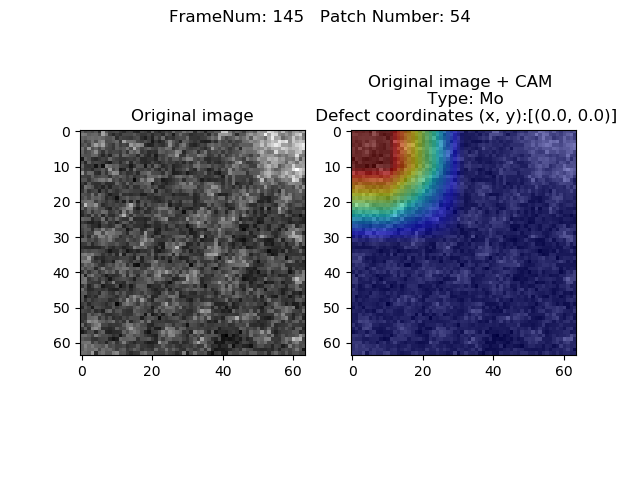 FrameNum: 145   Patch Number: 54
Original image
Original image + CAM
Type: Mo
Defect coordinates (x, y):[(0.0, 0.0)]
0
10
20
30
40
50
60
0 20 40 60
0
10
20
30
40
50
60
0 20 40 60